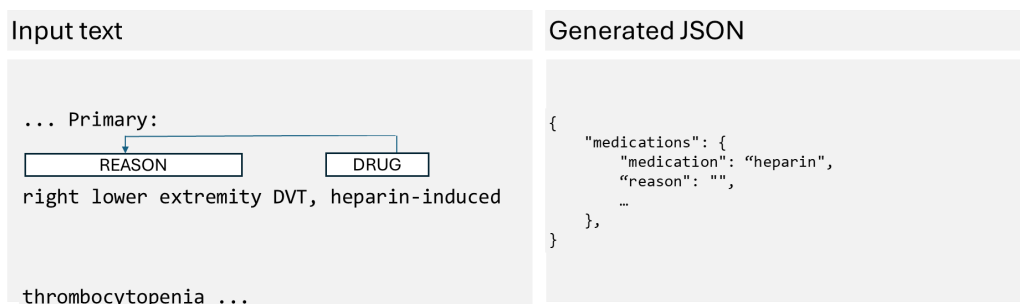 Input text
... Primary:
REASON
DRUG
right lower extremity DVT, heparin-induced
thrombocytopenia ...
Generated JSON
{
"medications": {
"medication": “heparin",
“reason": "",
…
},
}